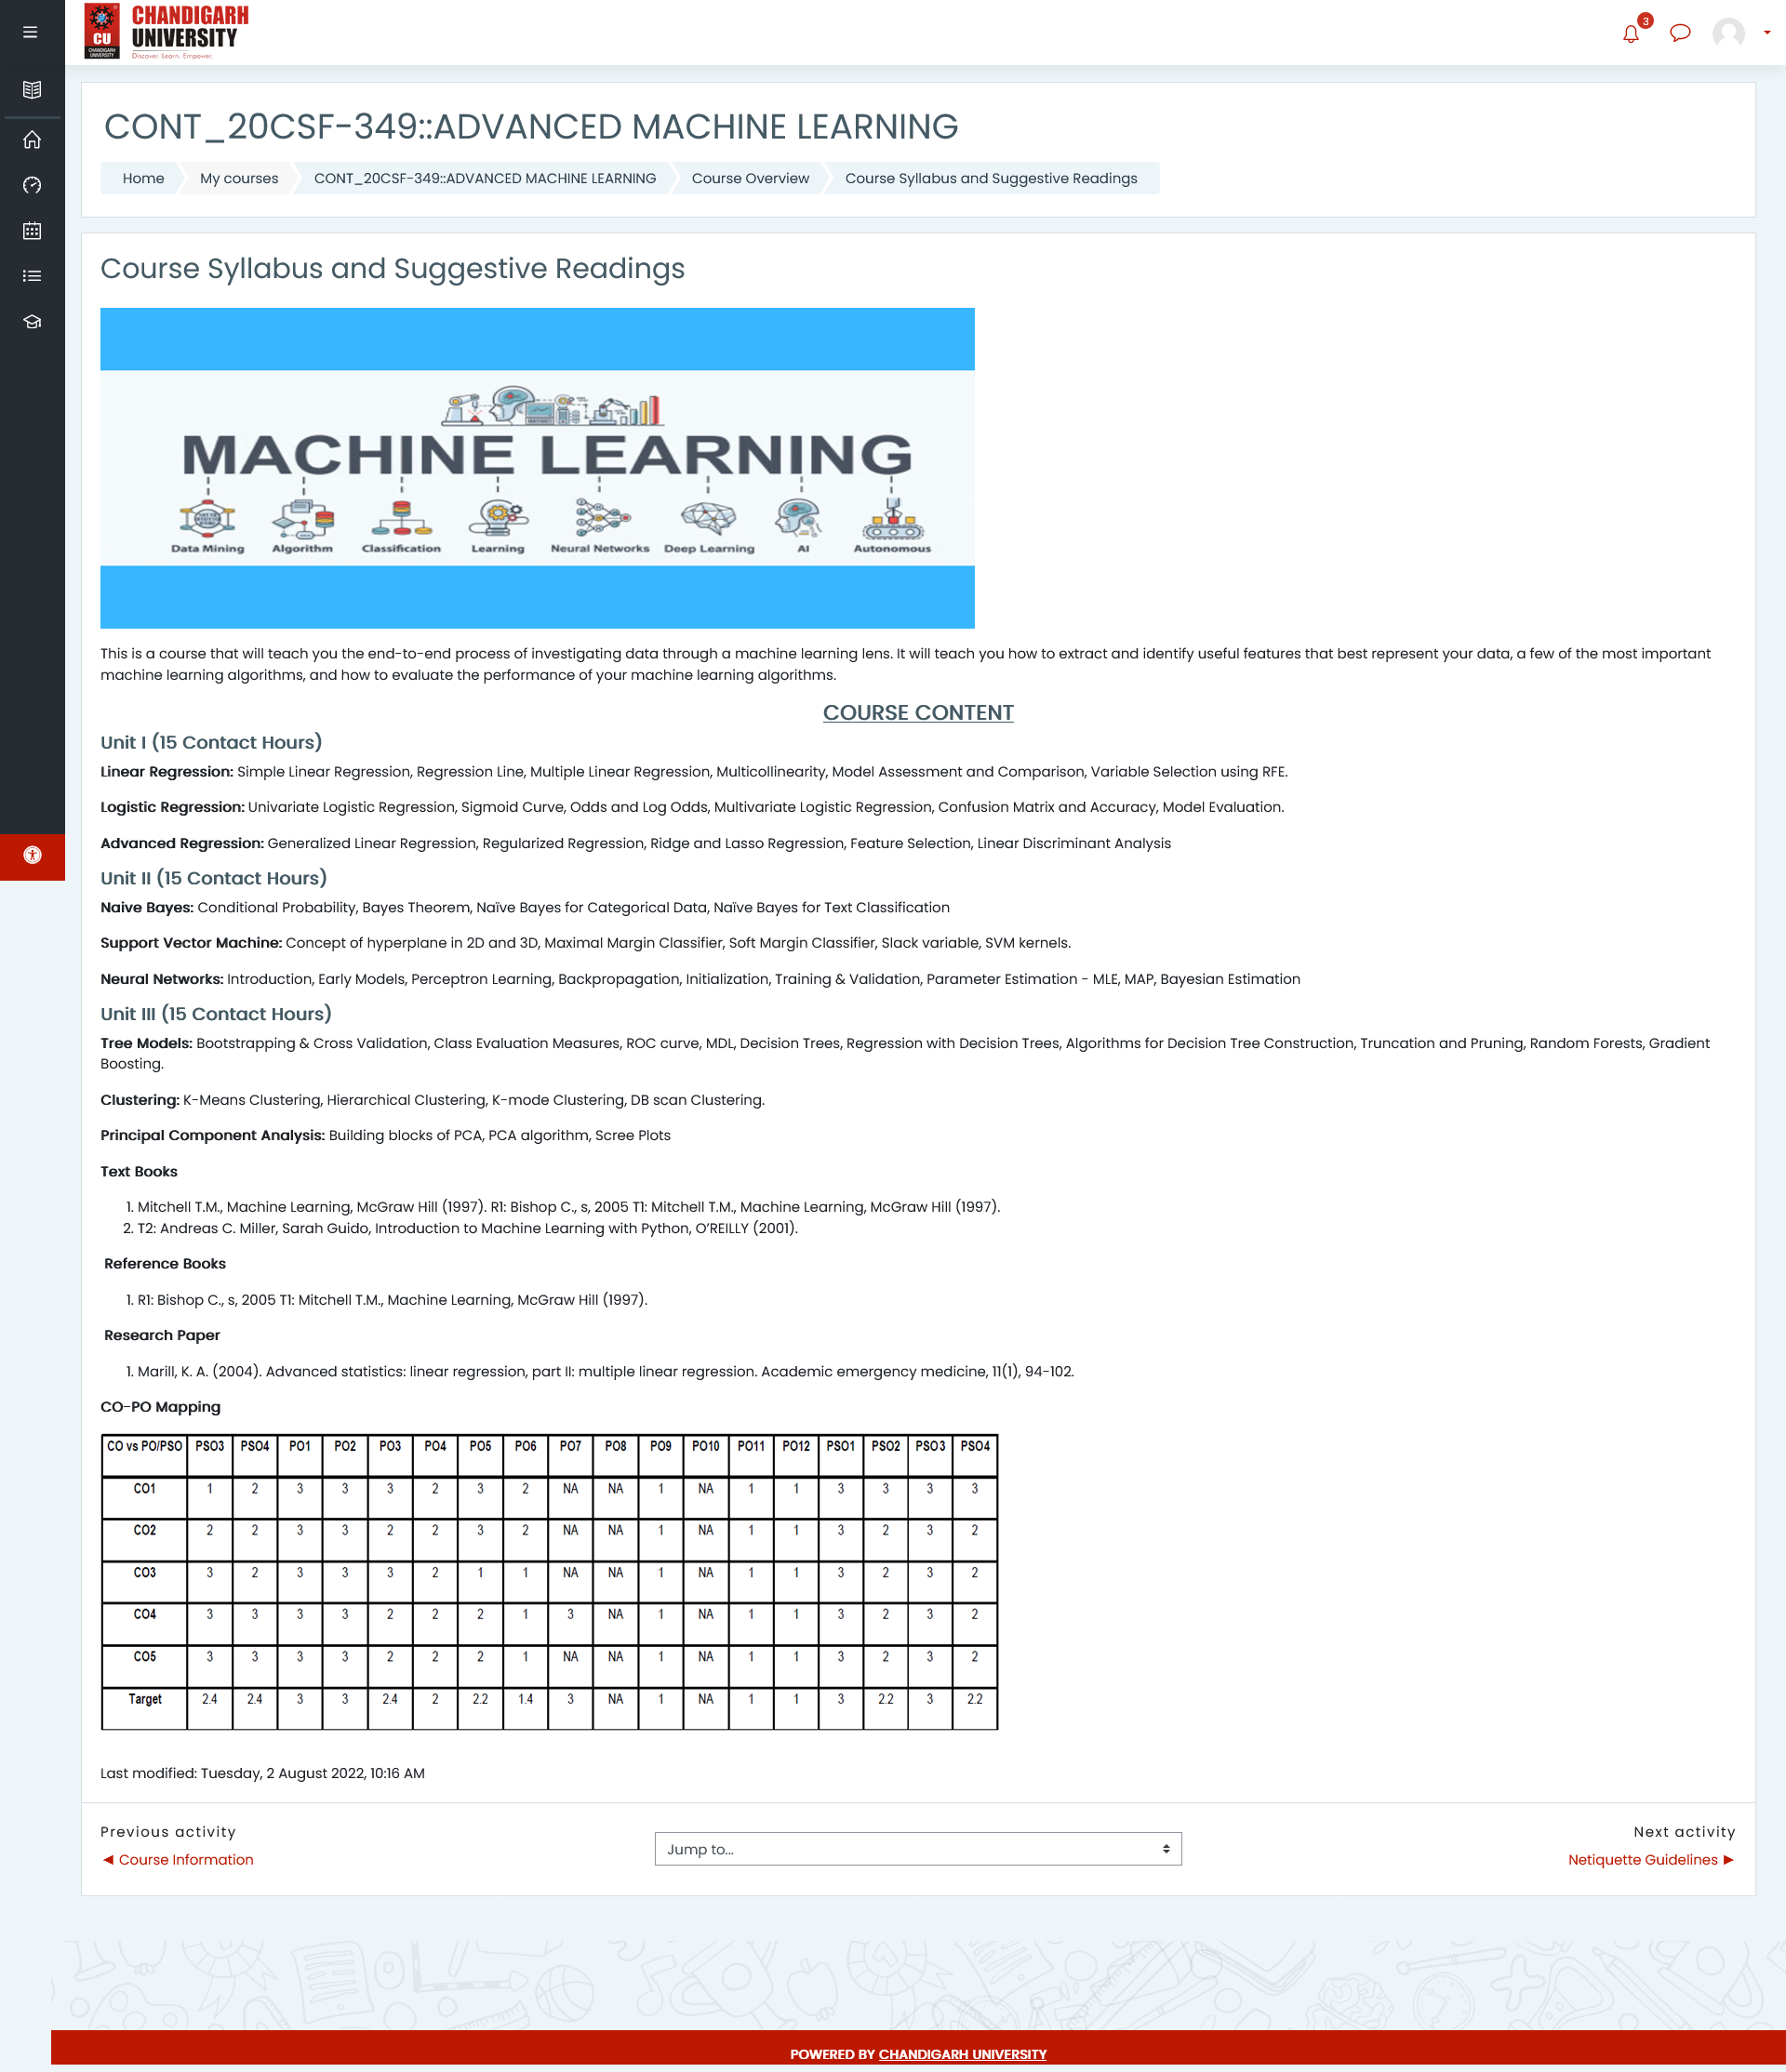 CU
CHANDIGARH
UNIVERSITY
CHANDIGARH
UNIVERSITY
Discover. Learn. Empower.
3
CONT_20CSF-349::ADVANCED MACHINE LEARNING
Home My courses CONT_20CSF-349::ADVANCED MACHINE LEARNING Course Overview Course Syllabus and Suggestive Readings
Course Syllabus and Suggestive Readings
MACHINE LEARNING
Data Mining Algorithm Classification Learning Neural Networks Deep Learning AI Autonomous
This is a course that will teach you the end-to-end process of investigating data through a machine learning lens. It will teach you how to extract and identify useful features that best represent your data, a few of the most important
machine learning algorithms, and how to evaluate the performance of your machine learning algorithms.
COURSE CONTENT
Unit I (15 Contact Hours)
Linear Regression: Simple Linear Regression, Regression Line, Multiple Linear Regression, Multicollinearity, Model Assessment and Comparison, Variable Selection using RFE.
Logistic Regression: Univariate Logistic Regression, Sigmoid Curve, Odds and Log Odds, Multivariate Logistic Regression, Confusion Matrix and Accuracy, Model Evaluation.
Advanced Regression: Generalized Linear Regression, Regularized Regression, Ridge and Lasso Regression, Feature Selection, Linear Discriminant Analysis
Unit II (15 Contact Hours)
Naive Bayes: Conditional Probability, Bayes Theorem, Naïve Bayes for Categorical Data, Naïve Bayes for Text Classification
Support Vector Machine: Concept of hyperplane in 2D and 3D, Maximal Margin Classifier, Soft Margin Classifier, Slack variable, SVM kernels.
Neural Networks: Introduction, Early Models, Perceptron Learning, Backpropagation, Initialization, Training & Validation, Parameter Estimation - MLE, MAP, Bayesian Estimation
Unit III (15 Contact Hours)
Tree Models: Bootstrapping & Cross Validation, Class Evaluation Measures, ROC curve, MDL, Decision Trees, Regression with Decision Trees, Algorithms for Decision Tree Construction, Truncation and Pruning, Random Forests, Gradient
Boosting.
Clustering: K-Means Clustering, Hierarchical Clustering, K-mode Clustering, DB scan Clustering.
Principal Component Analysis: Building blocks of PCA, PCA algorithm, Scree Plots
Text Books
1. Mitchell T.M., Machine Learning, McGraw Hill (1997). R1: Bishop C., s, 2005 T1: Mitchell T.M., Machine Learning, McGraw Hill (1997).
2. T2: Andreas C. Miller, Sarah Guido, Introduction to Machine Learning with Python, O’REILLY (2001).
Reference Books
1. R1: Bishop C., s, 2005 T1: Mitchell T.M., Machine Learning, McGraw Hill (1997).
Research Paper
1. Marill, K. A. (2004). Advanced statistics: linear regression, part II: multiple linear regression. Academic emergency medicine, 11(1), 94-102.
CO-PO Mapping
CO vs PO/PSO PSO3 PSO4 PO1 PO2 PO3 PO4 PO5 PO6 PO7 PO8 PO9 PO10 PO11 PO12 PSO1 PSO2 PSO3 PSO4
CO1 1 2 3 3 3 2 3 2 NA NA 1 NA 1 1 3 3 3 3
CO2 2 2 3 3 2 2 3 2 NA NA 1 NA 1 1 3 2 3 2
CO3 3 2 3 3 3 2 1 1 NA NA 1 NA 1 1 3 2 3 2
CO4 3 3 3 3 2 2 2 1 3 NA 1 NA 1 1 3 2 3 2
CO5 3 3 3 3 2 2 2 1 NA NA 1 NA 1 1 3 2 3 2
Target 2.4 2.4 3 3 2.4 2 2.2 1.4 3 NA 1 NA 1 1 3 2.2 3 2.2
Last modified: Tuesday, 2 August 2022, 10:16 AM
Previous activity
◄ Course Information
Jump to...
Next activity
Netiquette Guidelines ►
POWERED BY CHANDIGARH UNIVERSITY